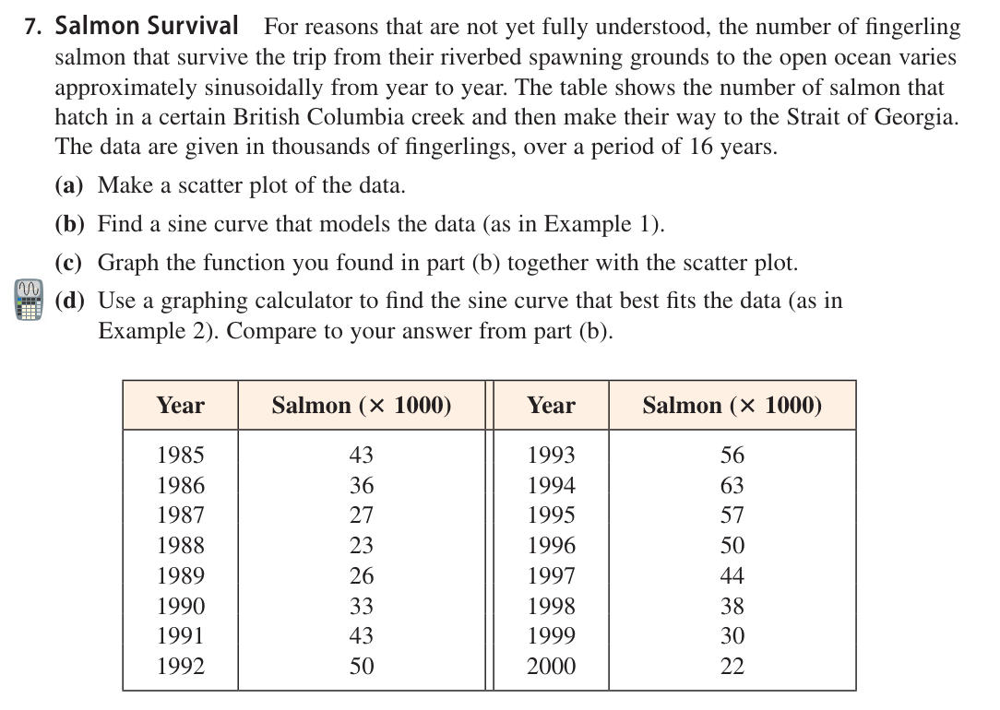 7. Salmon Survival For reasons that are not yet fully understood, the number of fingerling
salmon that survive the trip from their riverbed spawning grounds to the open ocean varies
approximately sinusoidally from year to year. The table shows the number of salmon that
hatch in a certain British Columbia creek and then make their way to the Strait of Georgia.
The data are given in thousands of fingerlings, over a period of 16 years.
(a) Make a scatter plot of the data.
(b) Find a sine curve that models the data (as in Example 1).
(c) Graph the function you found in part (b) together with the scatter plot.
(d) Use a graphing calculator to find the sine curve that best fits the data (as in
Example 2). Compare to your answer from part (b).
Year Salmon (× 1000) Year Salmon (× 1000)
1985 43 1993 56
1986 36 1994 63
1987 27 1995 57
1988 23 1996 50
1989 26 1997 44
1990 33 1998 38
1991 43 1999 30
1992 50 2000 22